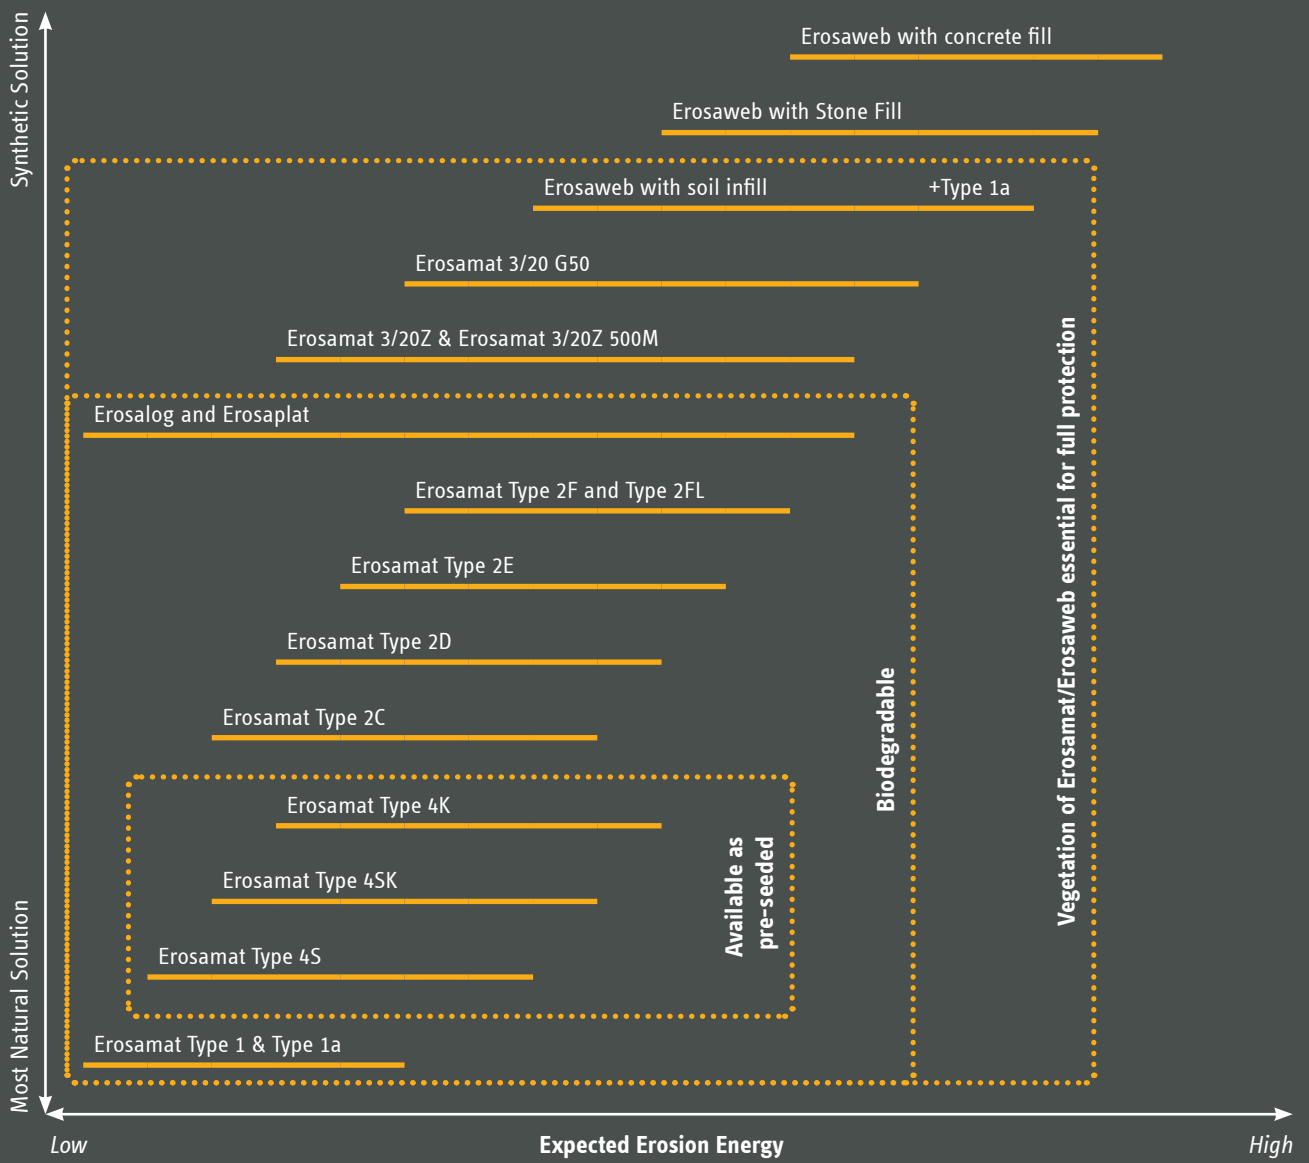 Synthetic Solution
Erosaweb with concrete fill
Erosaweb with Stone Fill
Erosaweb with soil infill
+Type 1a
Erosamat 3/20 G50
Erosamat 3/20Z & Erosamat 3/20Z 500M
Erosalog and Erosaplat
Erosamat Type 2F and Type 2FL
Erosamat Type 2E
Erosamat Type 2D
Erosamat Type 2C
Erosamat Type 4K
Erosamat Type 4SK
Erosamat Type 4S
Erosamat Type 1 & Type 1a
Available as
pre-seeded
Biodegradable
Vegetation of Erosamat/Erosaweb essential for full protection
Most Natural Solution
Low
Expected Erosion Energy
High